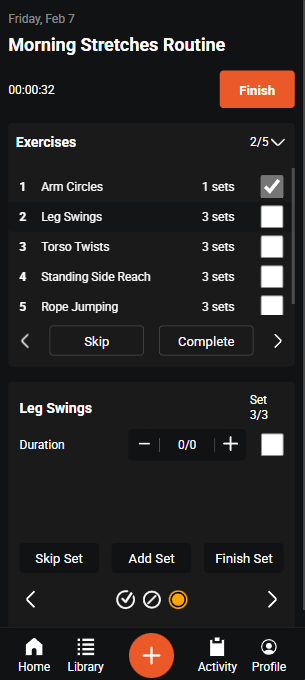 Friday, Feb 7
Morning Stretches Routine
00:00:32
Finish
Exercises
2/5
1 Arm Circles 1 sets
2 Leg Swings 3 sets
3 Torso Twists 3 sets
4 Standing Side Reach 3 sets
5 Rope Jumping 3 sets
Skip
Complete
Leg Swings
Set
3/3
Duration
0/0
Skip Set
Add Set
Finish Set
Home
Library
Activity
Profile